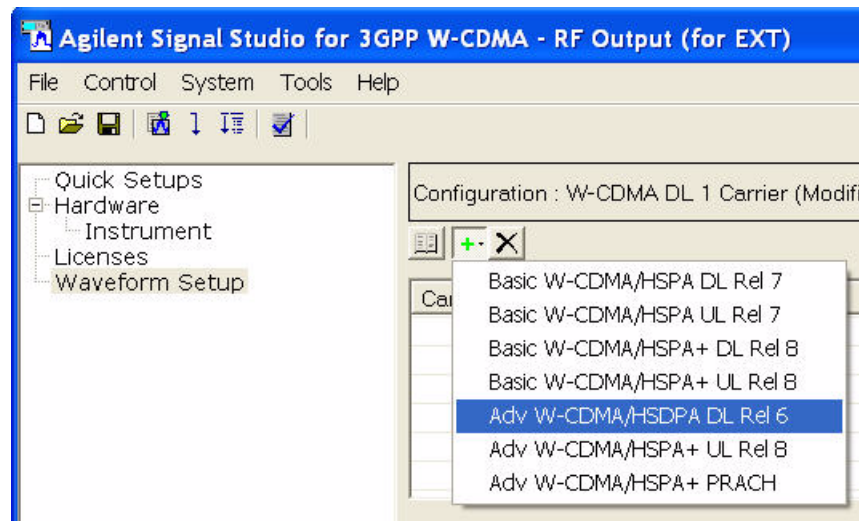 Agilent Signal Studio for 3GPP W-CDMA - RF Output (for EXT)
File Control System Tools Help
Quick Setups
Hardware
Instrument
Licenses
Waveform Setup
Configuration : W-CDMA DL 1 Carrier (Modifi
Car
Basic W-CDMA/HSPA DL Rel 7
Basic W-CDMA/HSPA UL Rel 7
Basic W-CDMA/HSPA+ DL Rel 8
Basic W-CDMA/HSPA+ UL Rel 8
Adv W-CDMA/HSDPA DL Rel 6
Adv W-CDMA/HSPA+ UL Rel 8
Adv W-CDMA/HSPA+ PRACH